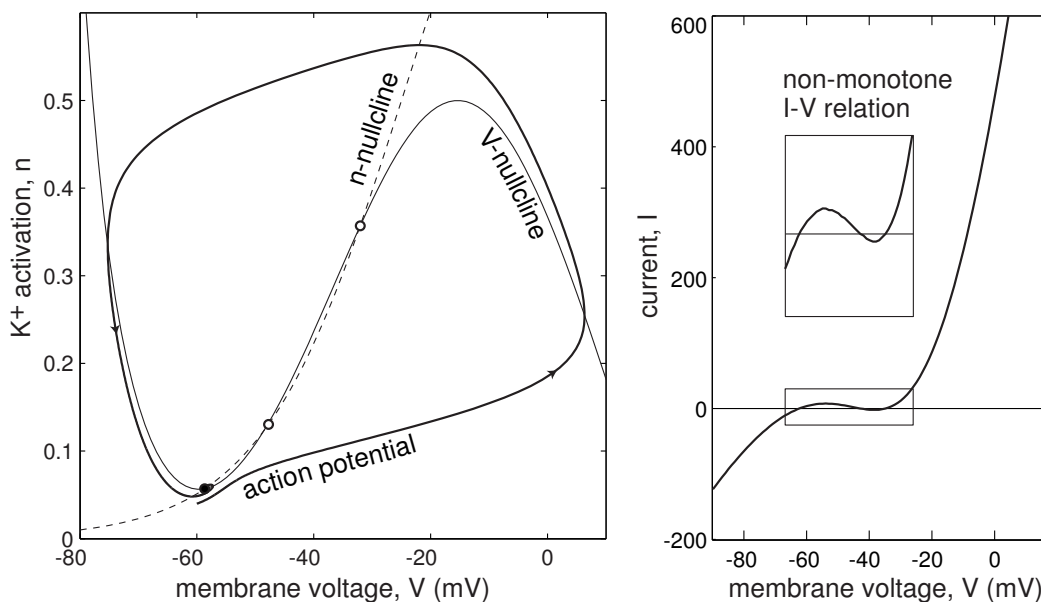 K+ activation, n
0.5
0.4
0.3
0.2
0.1
0
-80
-60
-40
-20
0
membrane voltage, V (mV)
n-nullcline
V-nullcline
action potential
current, I
600
400
200
0
-200
-80
-60
-40
-20
0
membrane voltage, V (mV)
non-monotone
I-V relation